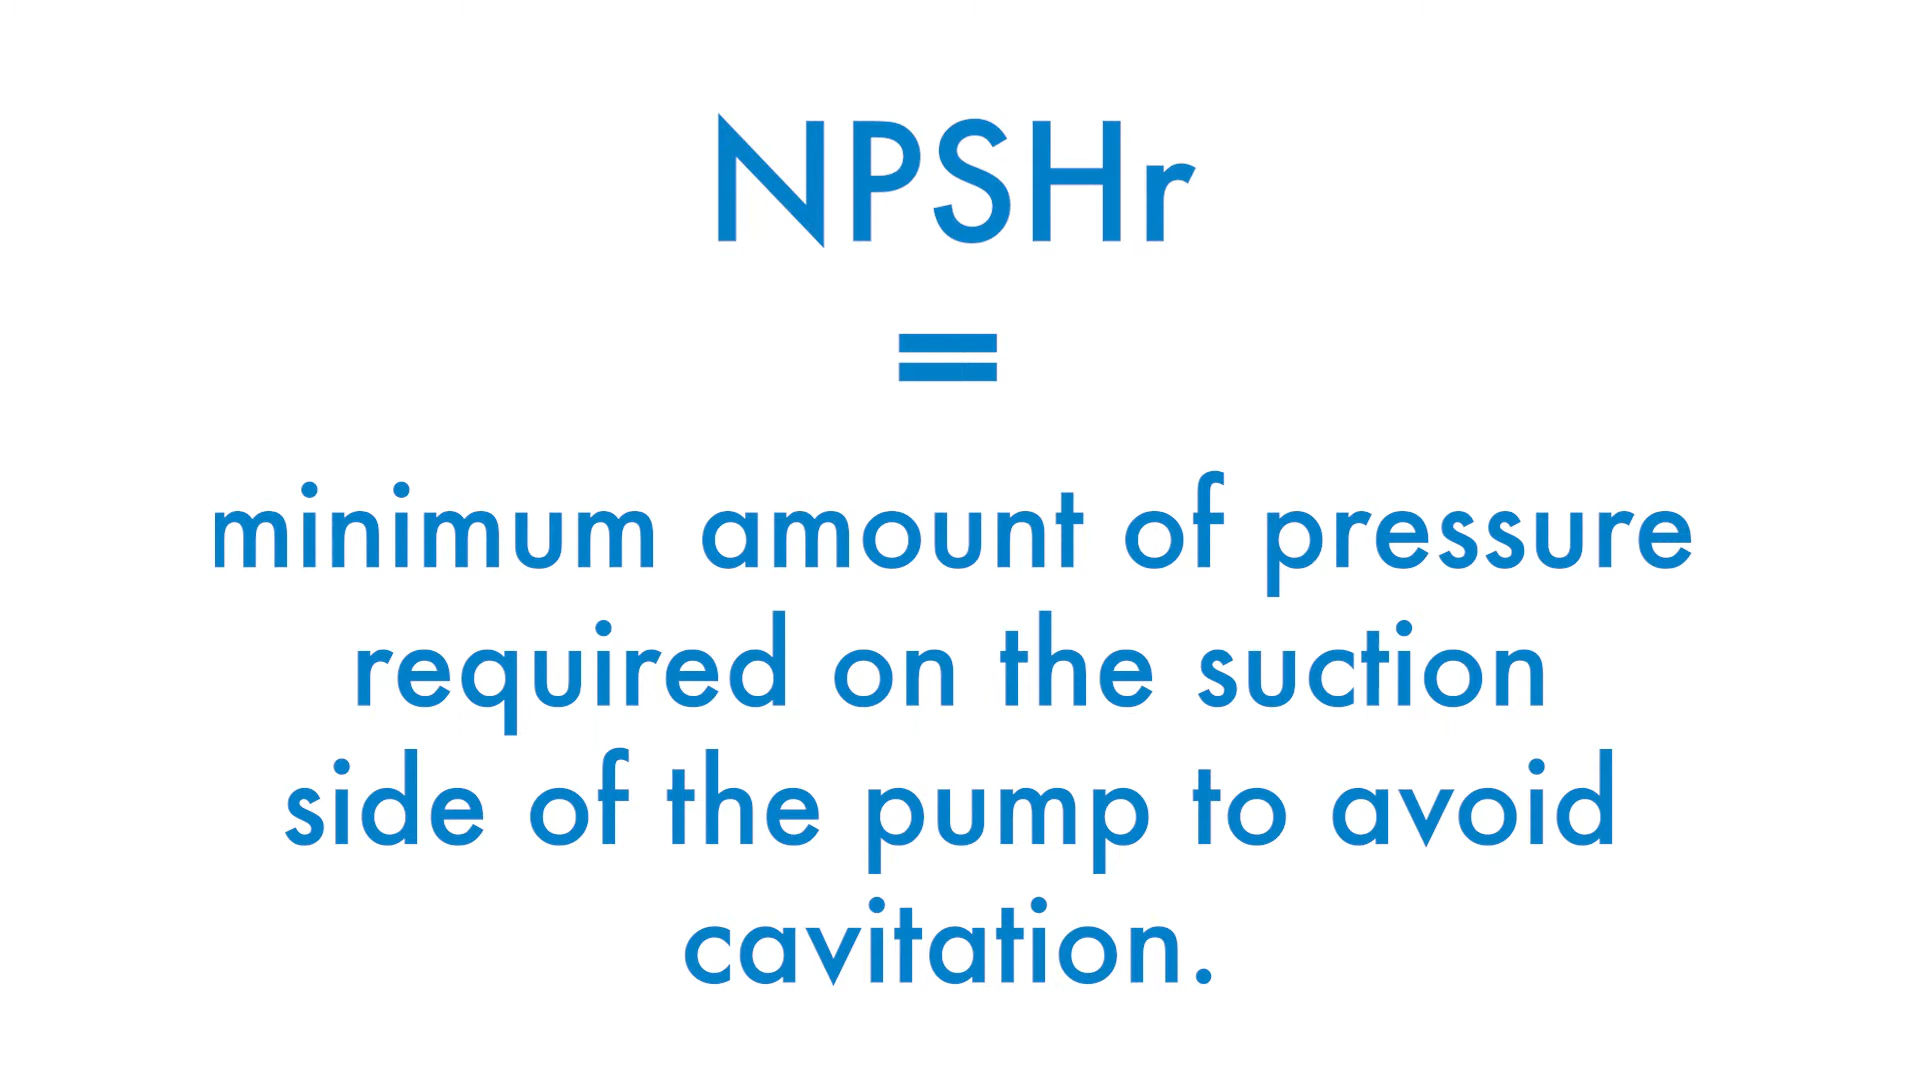 NPSHr
=
minimum amount of pressure
required on the suction
side of the pump to avoid
cavitation.